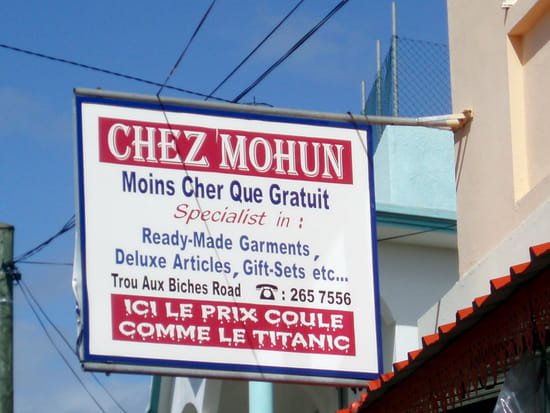 CHEZ MOHUN
Moins Cher Que Gratuit
Specialist in :
Ready-Made Garments,
Deluxe Articles, Gift-Sets etc...
Trou Aux Biches Road ☎ : 265 7556
ICI LE PRIX COULE
COMME LE TITANIC